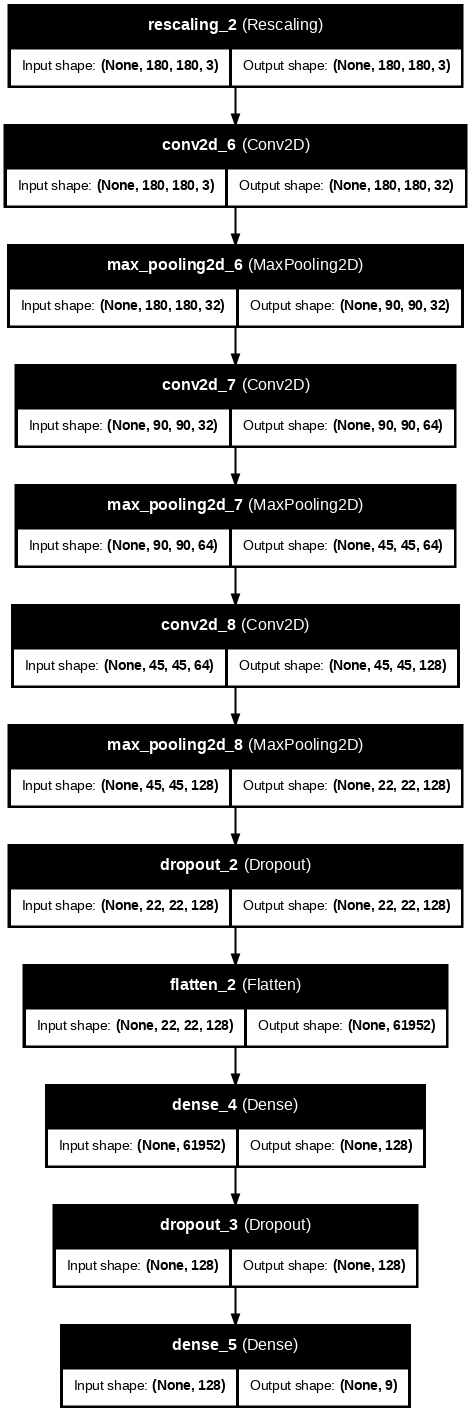 rescaling_2 (Rescaling)
Input shape: (None, 180, 180, 3) Output shape: (None, 180, 180, 3)
conv2d_6 (Conv2D)
Input shape: (None, 180, 180, 3) Output shape: (None, 180, 180, 32)
max_pooling2d_6 (MaxPooling2D)
Input shape: (None, 180, 180, 32) Output shape: (None, 90, 90, 32)
conv2d_7 (Conv2D)
Input shape: (None, 90, 90, 32) Output shape: (None, 90, 90, 64)
max_pooling2d_7 (MaxPooling2D)
Input shape: (None, 90, 90, 64) Output shape: (None, 45, 45, 64)
conv2d_8 (Conv2D)
Input shape: (None, 45, 45, 64) Output shape: (None, 45, 45, 128)
max_pooling2d_8 (MaxPooling2D)
Input shape: (None, 45, 45, 128) Output shape: (None, 22, 22, 128)
dropout_2 (Dropout)
Input shape: (None, 22, 22, 128) Output shape: (None, 22, 22, 128)
flatten_2 (Flatten)
Input shape: (None, 22, 22, 128) Output shape: (None, 61952)
dense_4 (Dense)
Input shape: (None, 61952) Output shape: (None, 128)
dropout_3 (Dropout)
Input shape: (None, 128) Output shape: (None, 128)
dense_5 (Dense)
Input shape: (None, 128) Output shape: (None, 9)